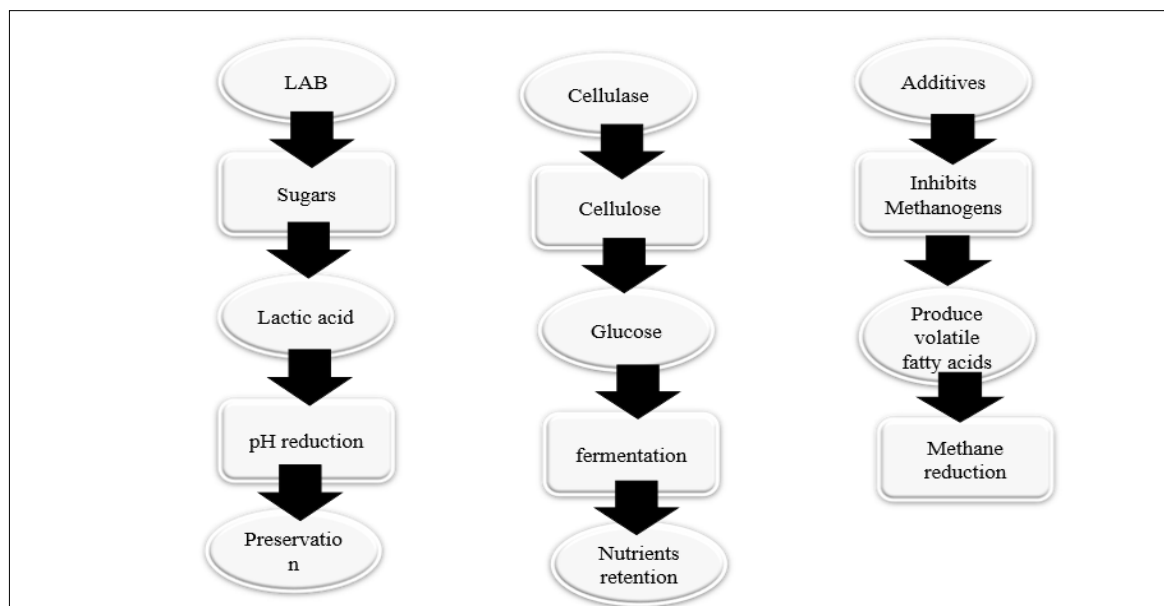 LAB
Sugars
Lactic acid
pH reduction
Preservatio
n
Cellulase
Cellulose
Glucose
fermentation
Nutrients
retention
Additives
Inhibits
Methanogens
Produce
volatile
fatty acids
Methane
reduction